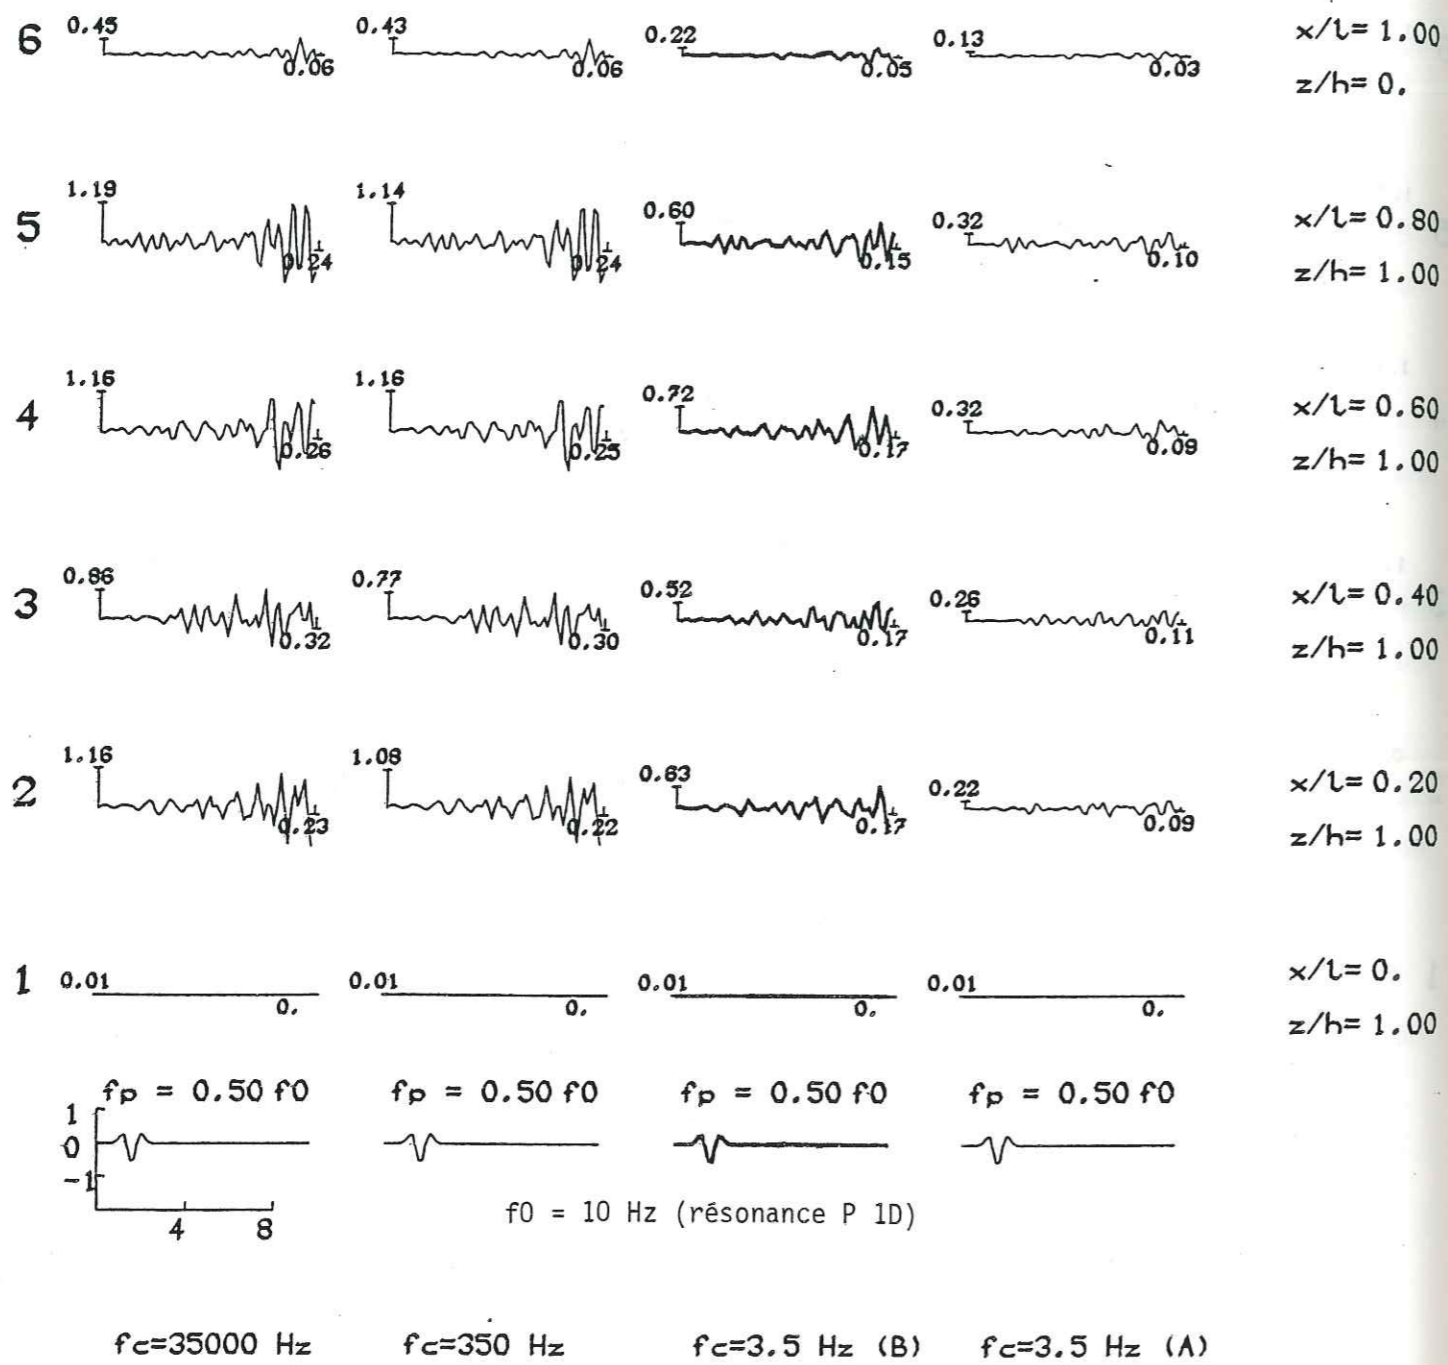 6 0.45 0.06 0.43 0.06 0.22 0.05 0.13 0.03 x/l= 1.00
z/h= 0.
5 1.19 0.24 1.14 0.24 0.60 0.15 0.32 0.10 x/l= 0.80
z/h= 1.00
4 1.16 0.26 1.16 0.25 0.72 0.17 0.32 0.09 x/l= 0.60
z/h= 1.00
3 0.86 0.32 0.77 0.30 0.52 0.17 0.26 0.11 x/l= 0.40
z/h= 1.00
2 1.16 0.23 1.08 0.22 0.63 0.17 0.22 0.09 x/l= 0.20
z/h= 1.00
1 0.01 0. 0.01 0. 0.01 0. 0.01 0. x/l= 0.
z/h= 1.00
fp = 0.50 f0 fp = 0.50 f0 fp = 0.50 f0 fp = 0.50 f0
1
0
-1
4 8
f0 = 10 Hz (résonance P 1D)
fc=35000 Hz fc=350 Hz fc=3.5 Hz (B) fc=3.5 Hz (A)